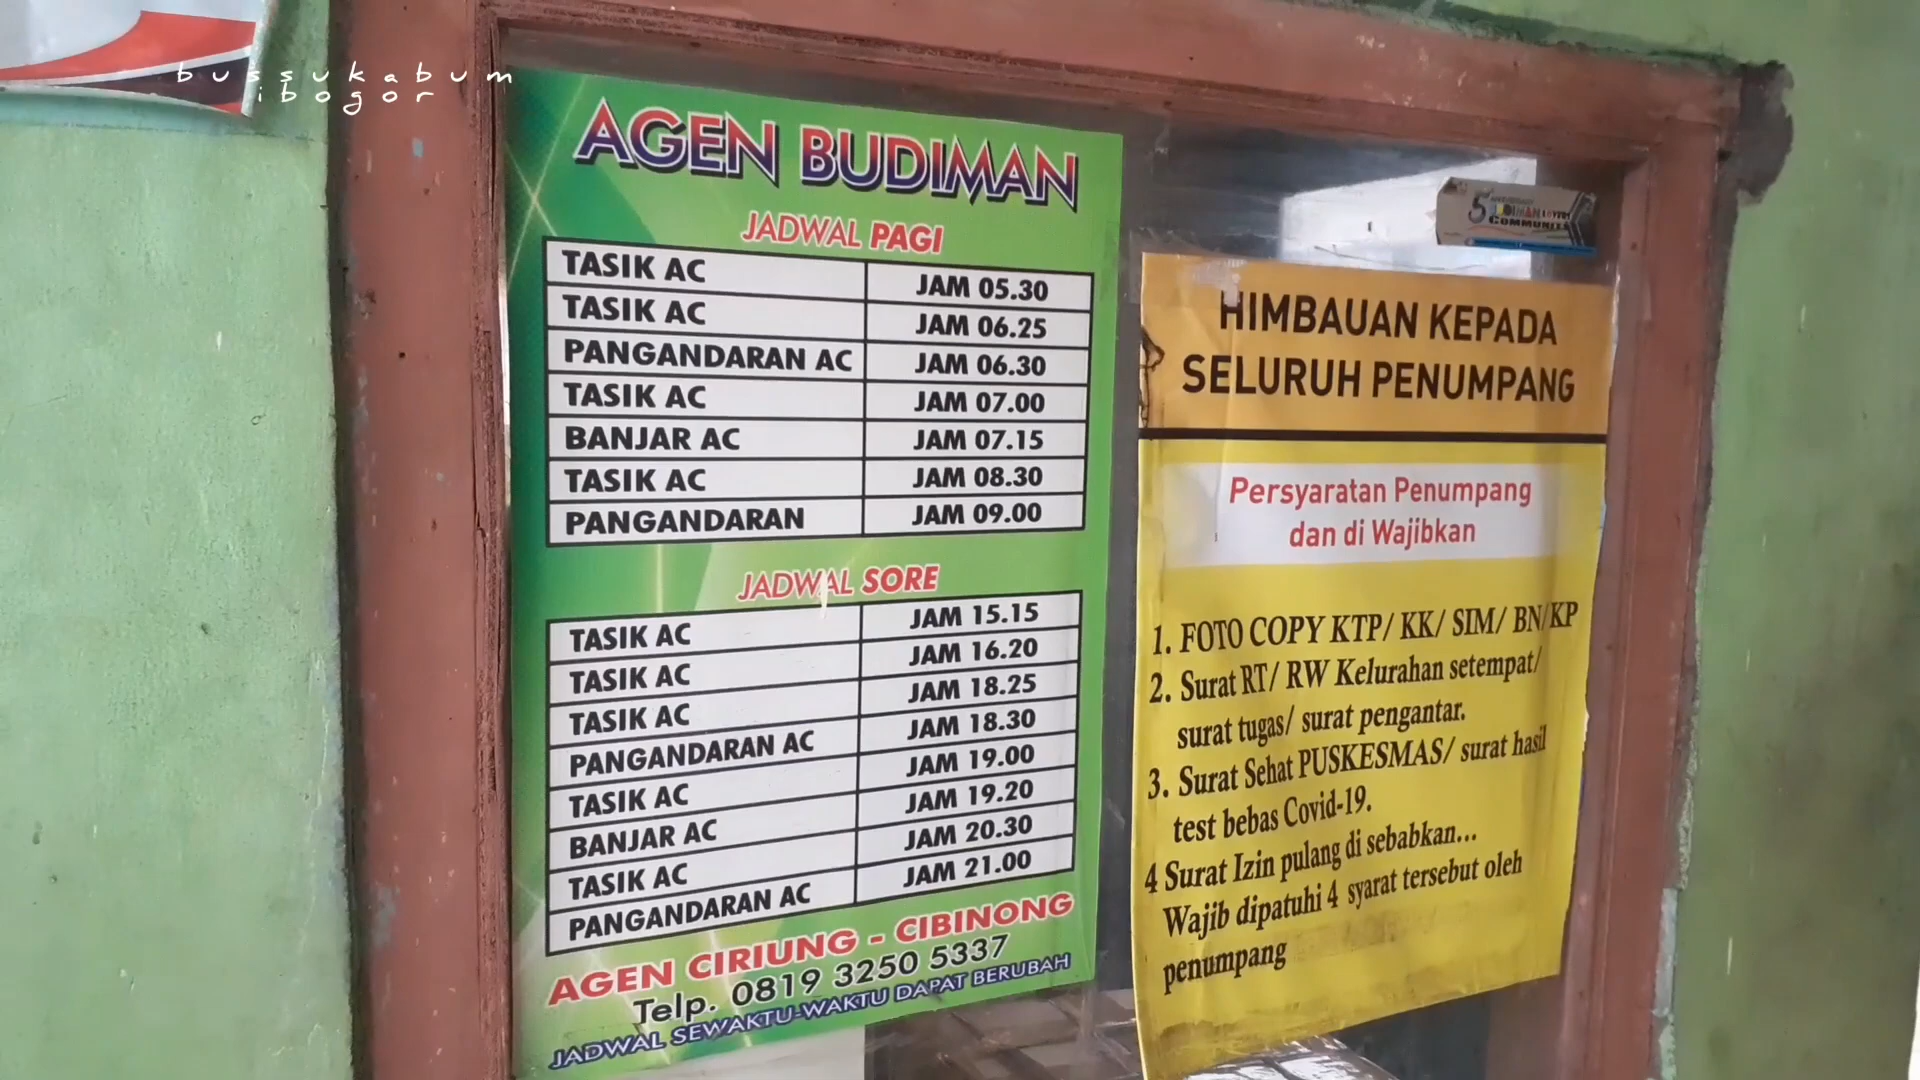 bussukabum
ibogor
AGEN BUDIMAN
JADWAL PAGI
TASIK AC JAM 05.30
TASIK AC JAM 06.25
PANGANDARAN AC JAM 06.30
TASIK AC JAM 07.00
BANJAR AC JAM 07.15
TASIK AC JAM 08.30
PANGANDARAN JAM 09.00
JADWAL SORE
TASIK AC JAM 15.15
TASIK AC JAM 16.20
TASIK AC JAM 18.25
PANGANDARAN AC JAM 18.30
TASIK AC JAM 19.00
BANJAR AC JAM 19.20
TASIK AC JAM 20.30
PANGANDARAN AC JAM 21.00
AGEN CIRIUNG - CIBINONG
Telp. 0819 3250 5337
JADWAL SEWAKTU-WAKTU DAPAT BERUBAH
5
BUDIMAN LOVERS
COMMUNITY
HIMBAUAN KEPADA
SELURUH PENUMPANG
Persyaratan Penumpang
dan di Wajibkan
1. FOTO COPY KTP/ KK/ SIM/ BN/KP
2. Surat RT/ RW Kelurahan setempat/
surat tugas/ surat pengantar.
3. Surat Sehat PUSKESMAS/ surat hasil
test bebas Covid-19.
4 Surat Izin pulang di sebabkan...
Wajib dipatuhi 4 syarat tersebut oleh
penumpang